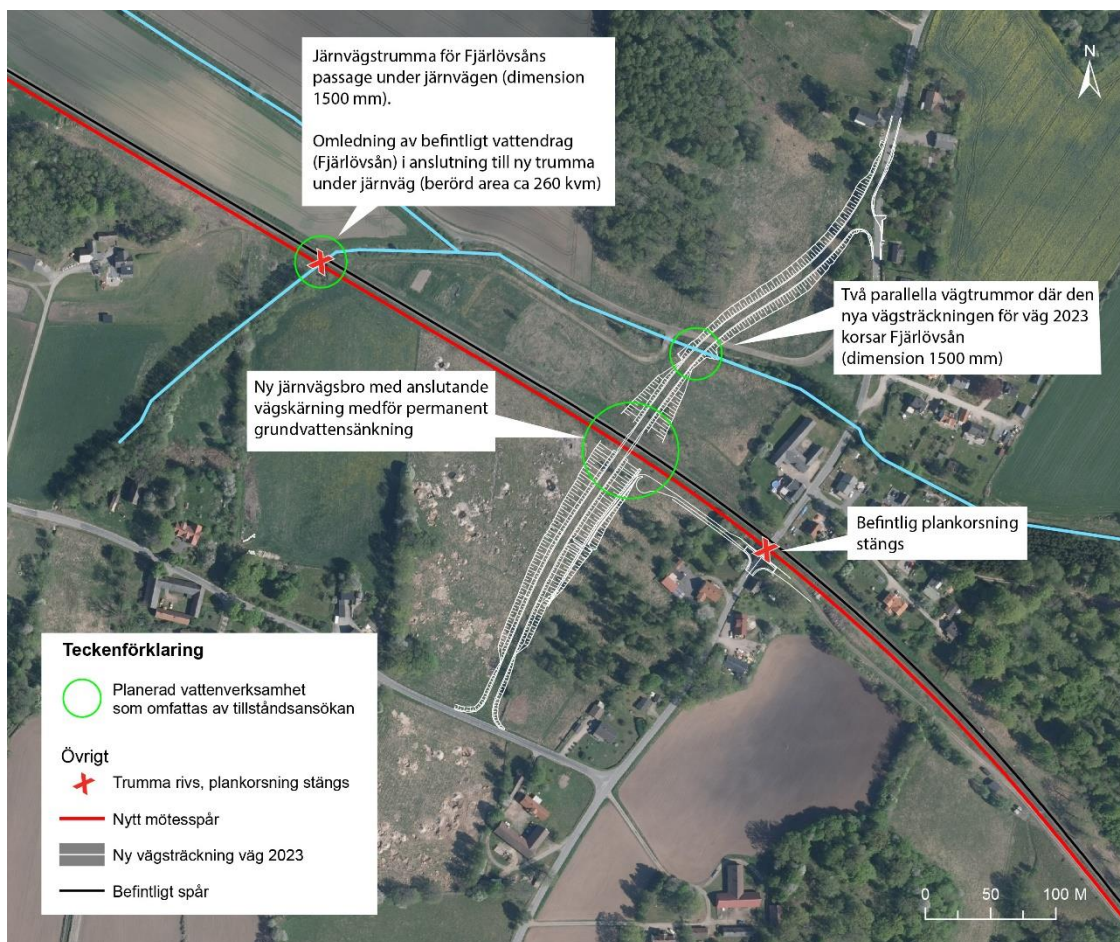 Järnvägstrumma för Fjärlövsåns
passage under järnvägen (dimension
1500 mm).
Omledning av befintligt vattendrag
(Fjärlövsån) i anslutning till ny trumma
under järnväg (berörd area ca 260 kvm)
N
Två parallella vägtrummor där den
nya vägsträckningen för väg 2023
korsar Fjärlövsån
(dimension 1500 mm)
Ny järnvägsbro med anslutande
vägskärning medför permanent
grundvattensänkning
Befintlig plankorsning
stängs
Teckenförklaring
Planerad vattenverksamhet
som omfattas av tillståndsansökan
Övrigt
Trumma rivs, plankorsning stängs
Nytt mötesspår
Ny vägsträckning väg 2023
Befintligt spår
0 50 100 M